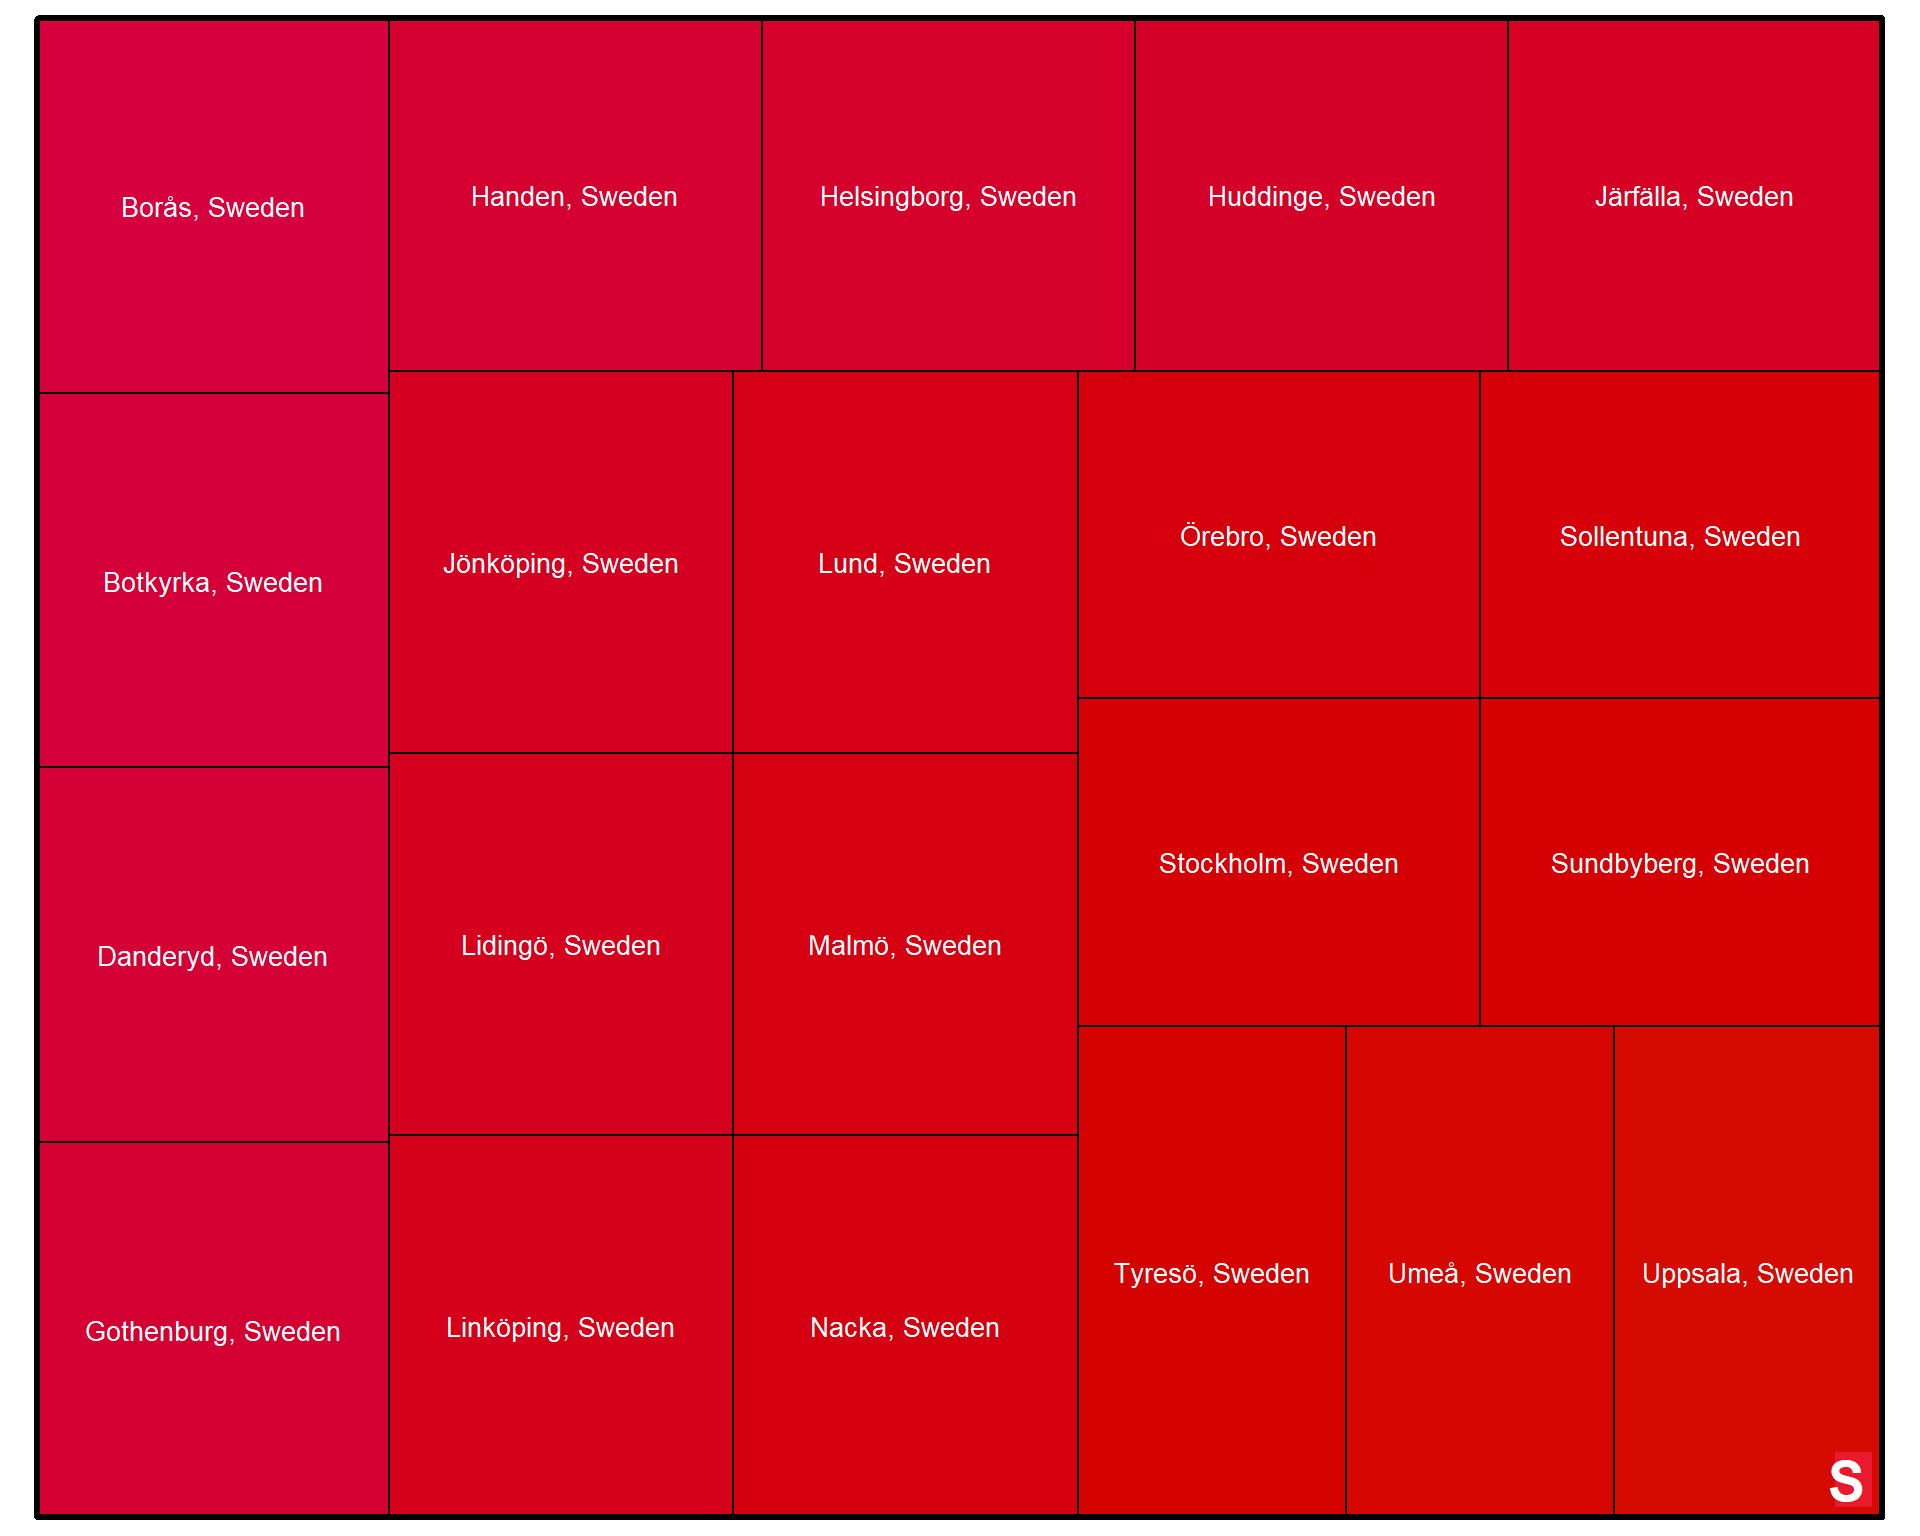 Borås, Sweden
Handen, Sweden
Helsingborg, Sweden
Huddinge, Sweden
Järfälla, Sweden
Botkyrka, Sweden
Jönköping, Sweden
Lund, Sweden
Örebro, Sweden
Sollentuna, Sweden
Danderyd, Sweden
Lidingö, Sweden
Malmö, Sweden
Stockholm, Sweden
Sundbyberg, Sweden
Gothenburg, Sweden
Linköping, Sweden
Nacka, Sweden
Tyresö, Sweden
Umeå, Sweden
Uppsala, Sweden
S